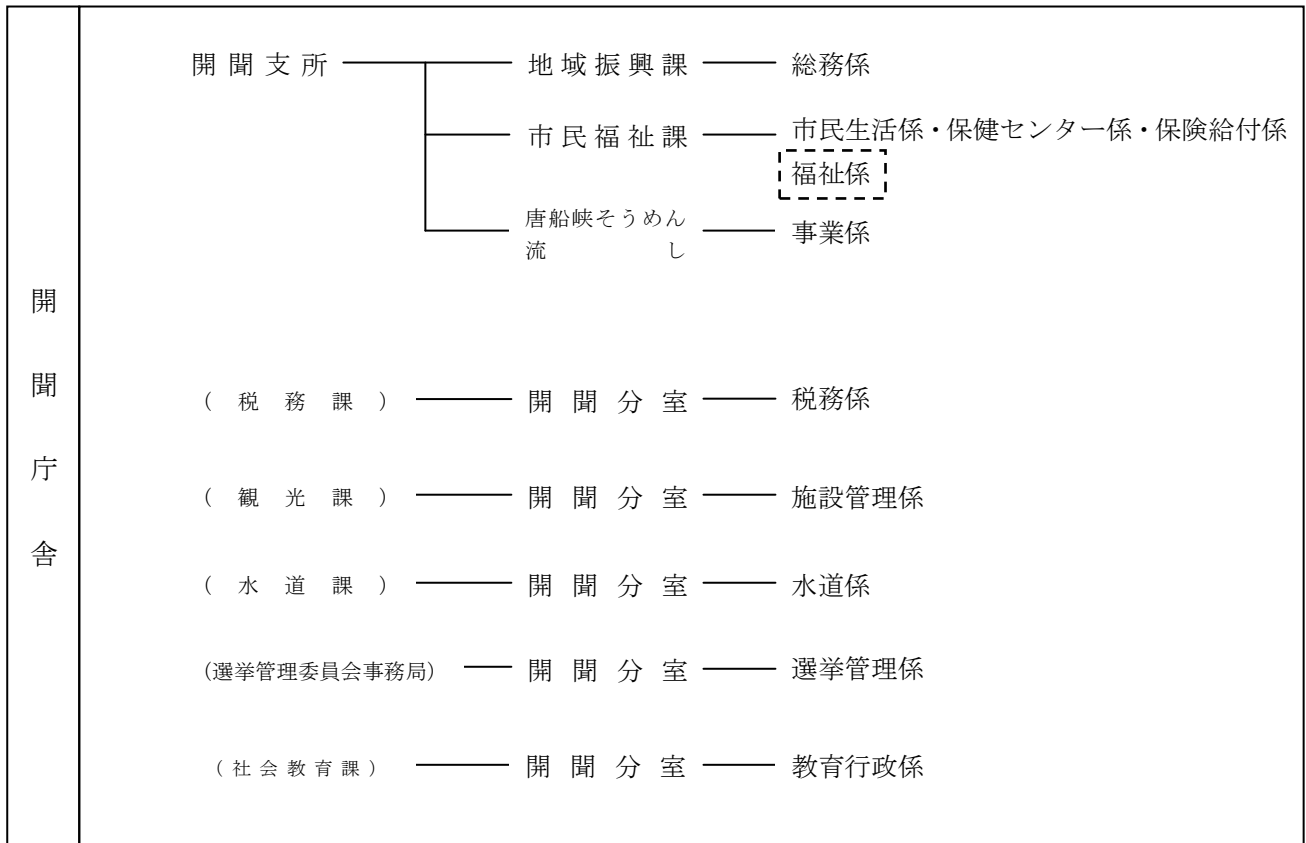 開聞庁舎
開聞支所 地域振興課 総務係
市民福祉課 市民生活係・保健センター係・保険給付係
福祉係
唐船峡そうめん
流し 事業係
(税務課) 開聞分室 税務係
(観光課) 開聞分室 施設管理係
(水道課) 開聞分室 水道係
(選挙管理委員会事務局) 開聞分室 選挙管理係
(社会教育課) 開聞分室 教育行政係